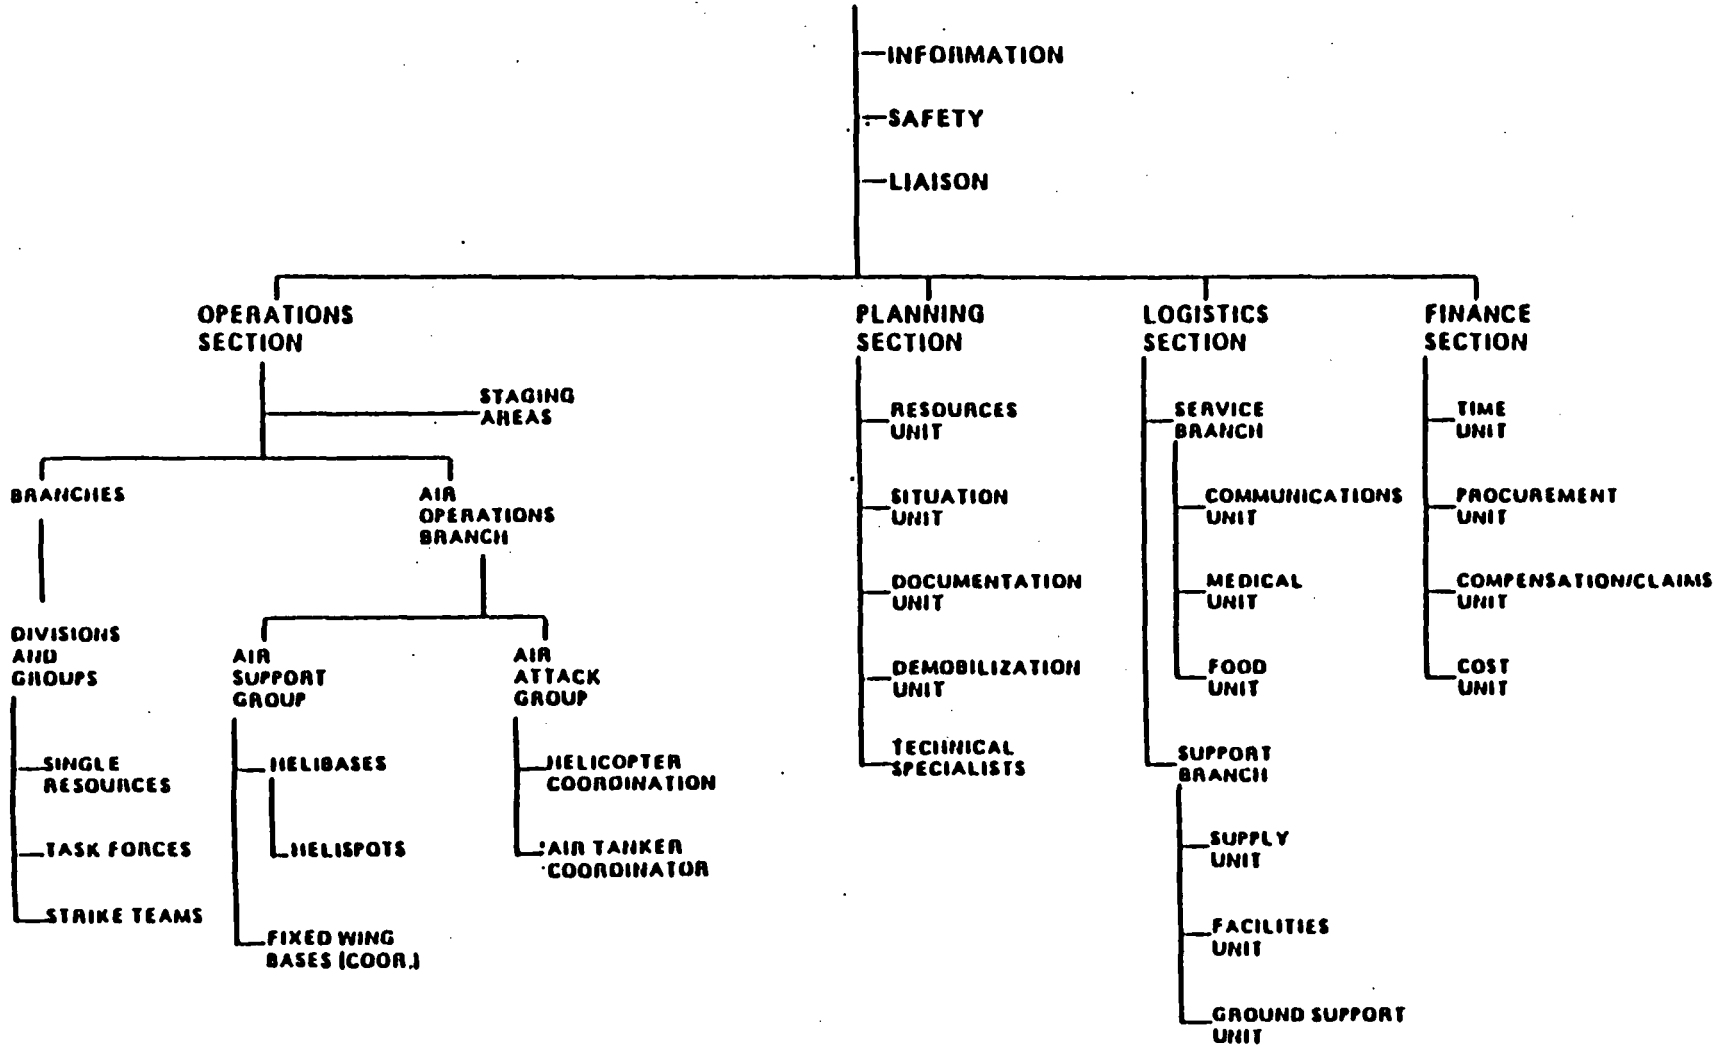 INFORMATION
SAFETY
LIAISON
OPERATIONS
SECTION
STAGING
AREAS
BRANCHES
AIR
OPERATIONS
BRANCH
DIVISIONS
AND
GROUPS
SINGLE
RESOURCES
TASK FORCES
STRIKE TEAMS
AIR
SUPPORT
GROUP
HELIBASES
HELISPOTS
FIXED WING
BASES (COOR.)
AIR
ATTACK
GROUP
HELICOPTER
COORDINATION
AIR TANKER
COORDINATOR
PLANNING
SECTION
RESOURCES
UNIT
SITUATION
UNIT
DOCUMENTATION
UNIT
DEMOBILIZATION
UNIT
TECHNICAL
SPECIALISTS
LOGISTICS
SECTION
SERVICE
BRANCH
COMMUNICATIONS
UNIT
MEDICAL
UNIT
FOOD
UNIT
SUPPORT
BRANCH
SUPPLY
UNIT
FACILITIES
UNIT
GROUND SUPPORT
UNIT
FINANCE
SECTION
TIME
UNIT
PROCUREMENT
UNIT
COMPENSATION/CLAIMS
UNIT
COST
UNIT